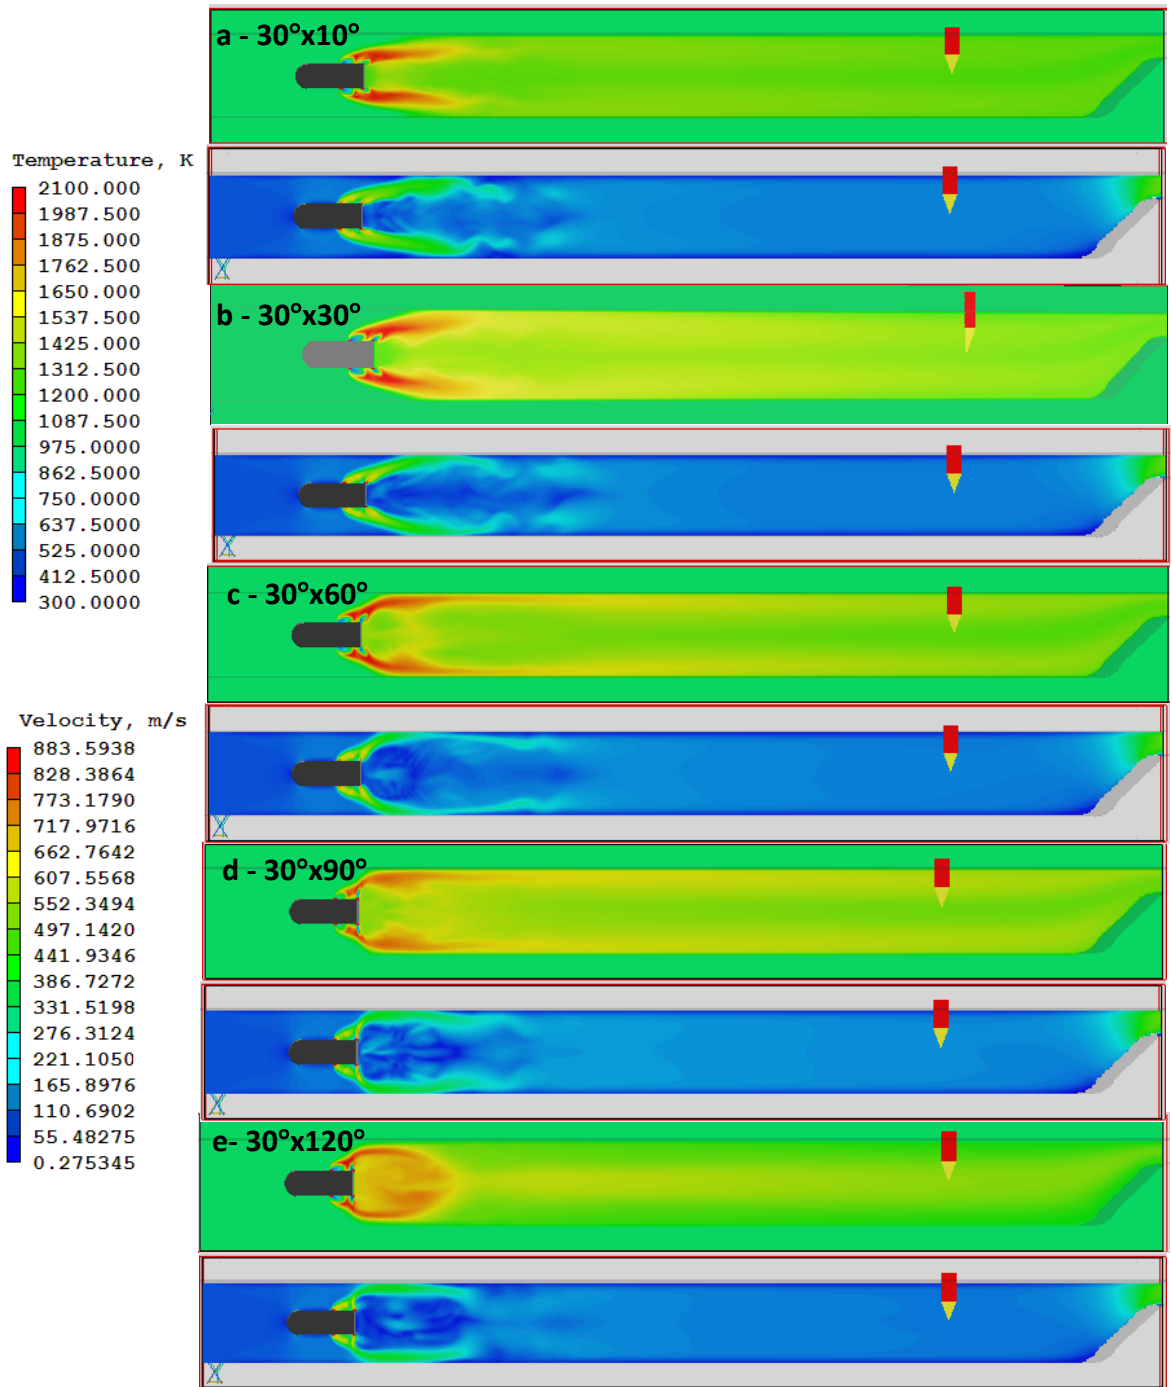 a - 30°x10°
Temperature, K
2100.000
1987.500
1875.000
1762.500
1650.000
1537.500
1425.000
1312.500
1200.000
1087.500
975.0000
862.5000
750.0000
637.5000
525.0000
412.5000
300.0000
X
b - 30°x30°
X
c - 30°x60°
Velocity, m/s
883.5938
828.3864
773.1790
717.9716
662.7642
607.5568
552.3494
497.1420
441.9346
386.7272
331.5198
276.3124
221.1050
165.8976
110.6902
55.48275
0.275345
X
d - 30°x90°
X
e- 30°x120°
X